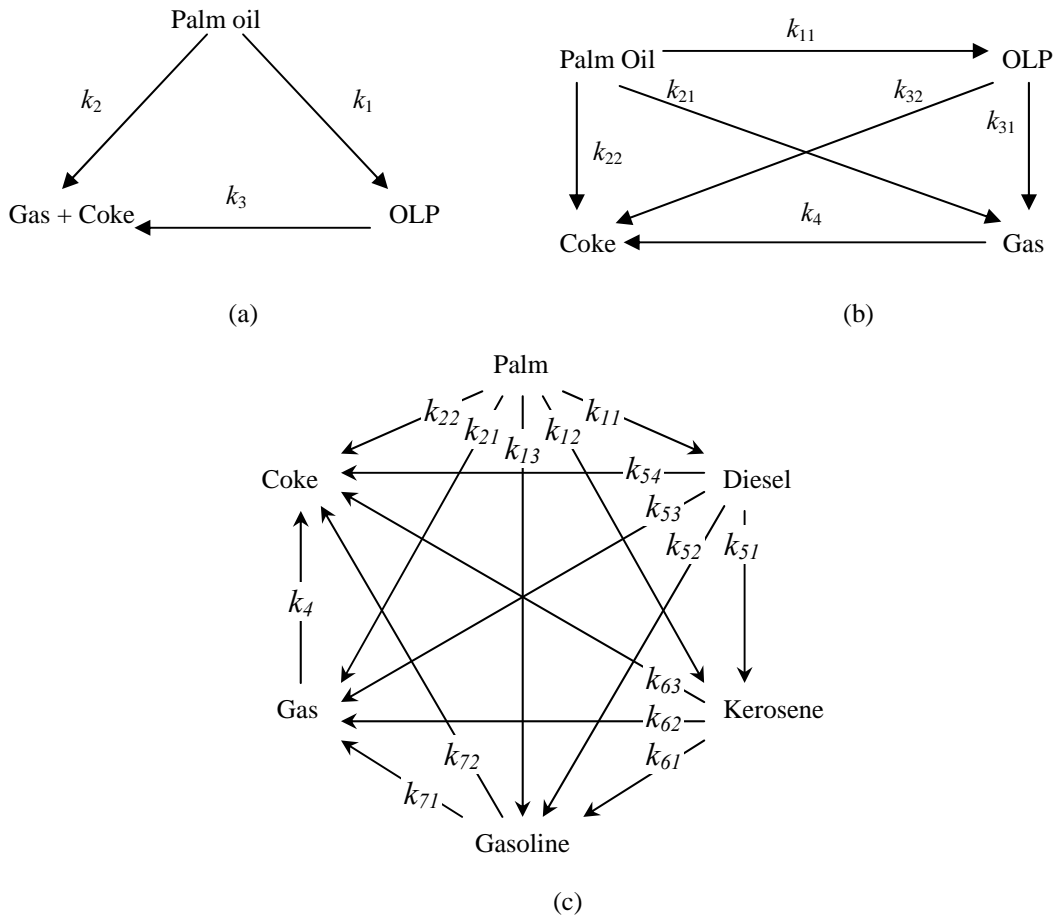 Palm oil
k2
k1
k3
Gas + Coke
OLP
(a)
k11
Palm Oil
OLP
k21
k32
k31
k22
k4
Coke
Gas
(b)
Palm
k22
k21
k13
k12
k11
Coke
k54
Diesel
k53
k52
k51
k4
k63
Gas
k62
Kerosene
k72
k61
k71
Gasoline
(c)